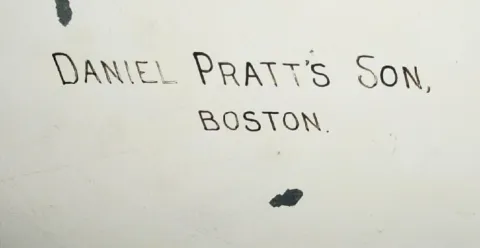 DANIEL PRATT'S SON,
BOSTON.